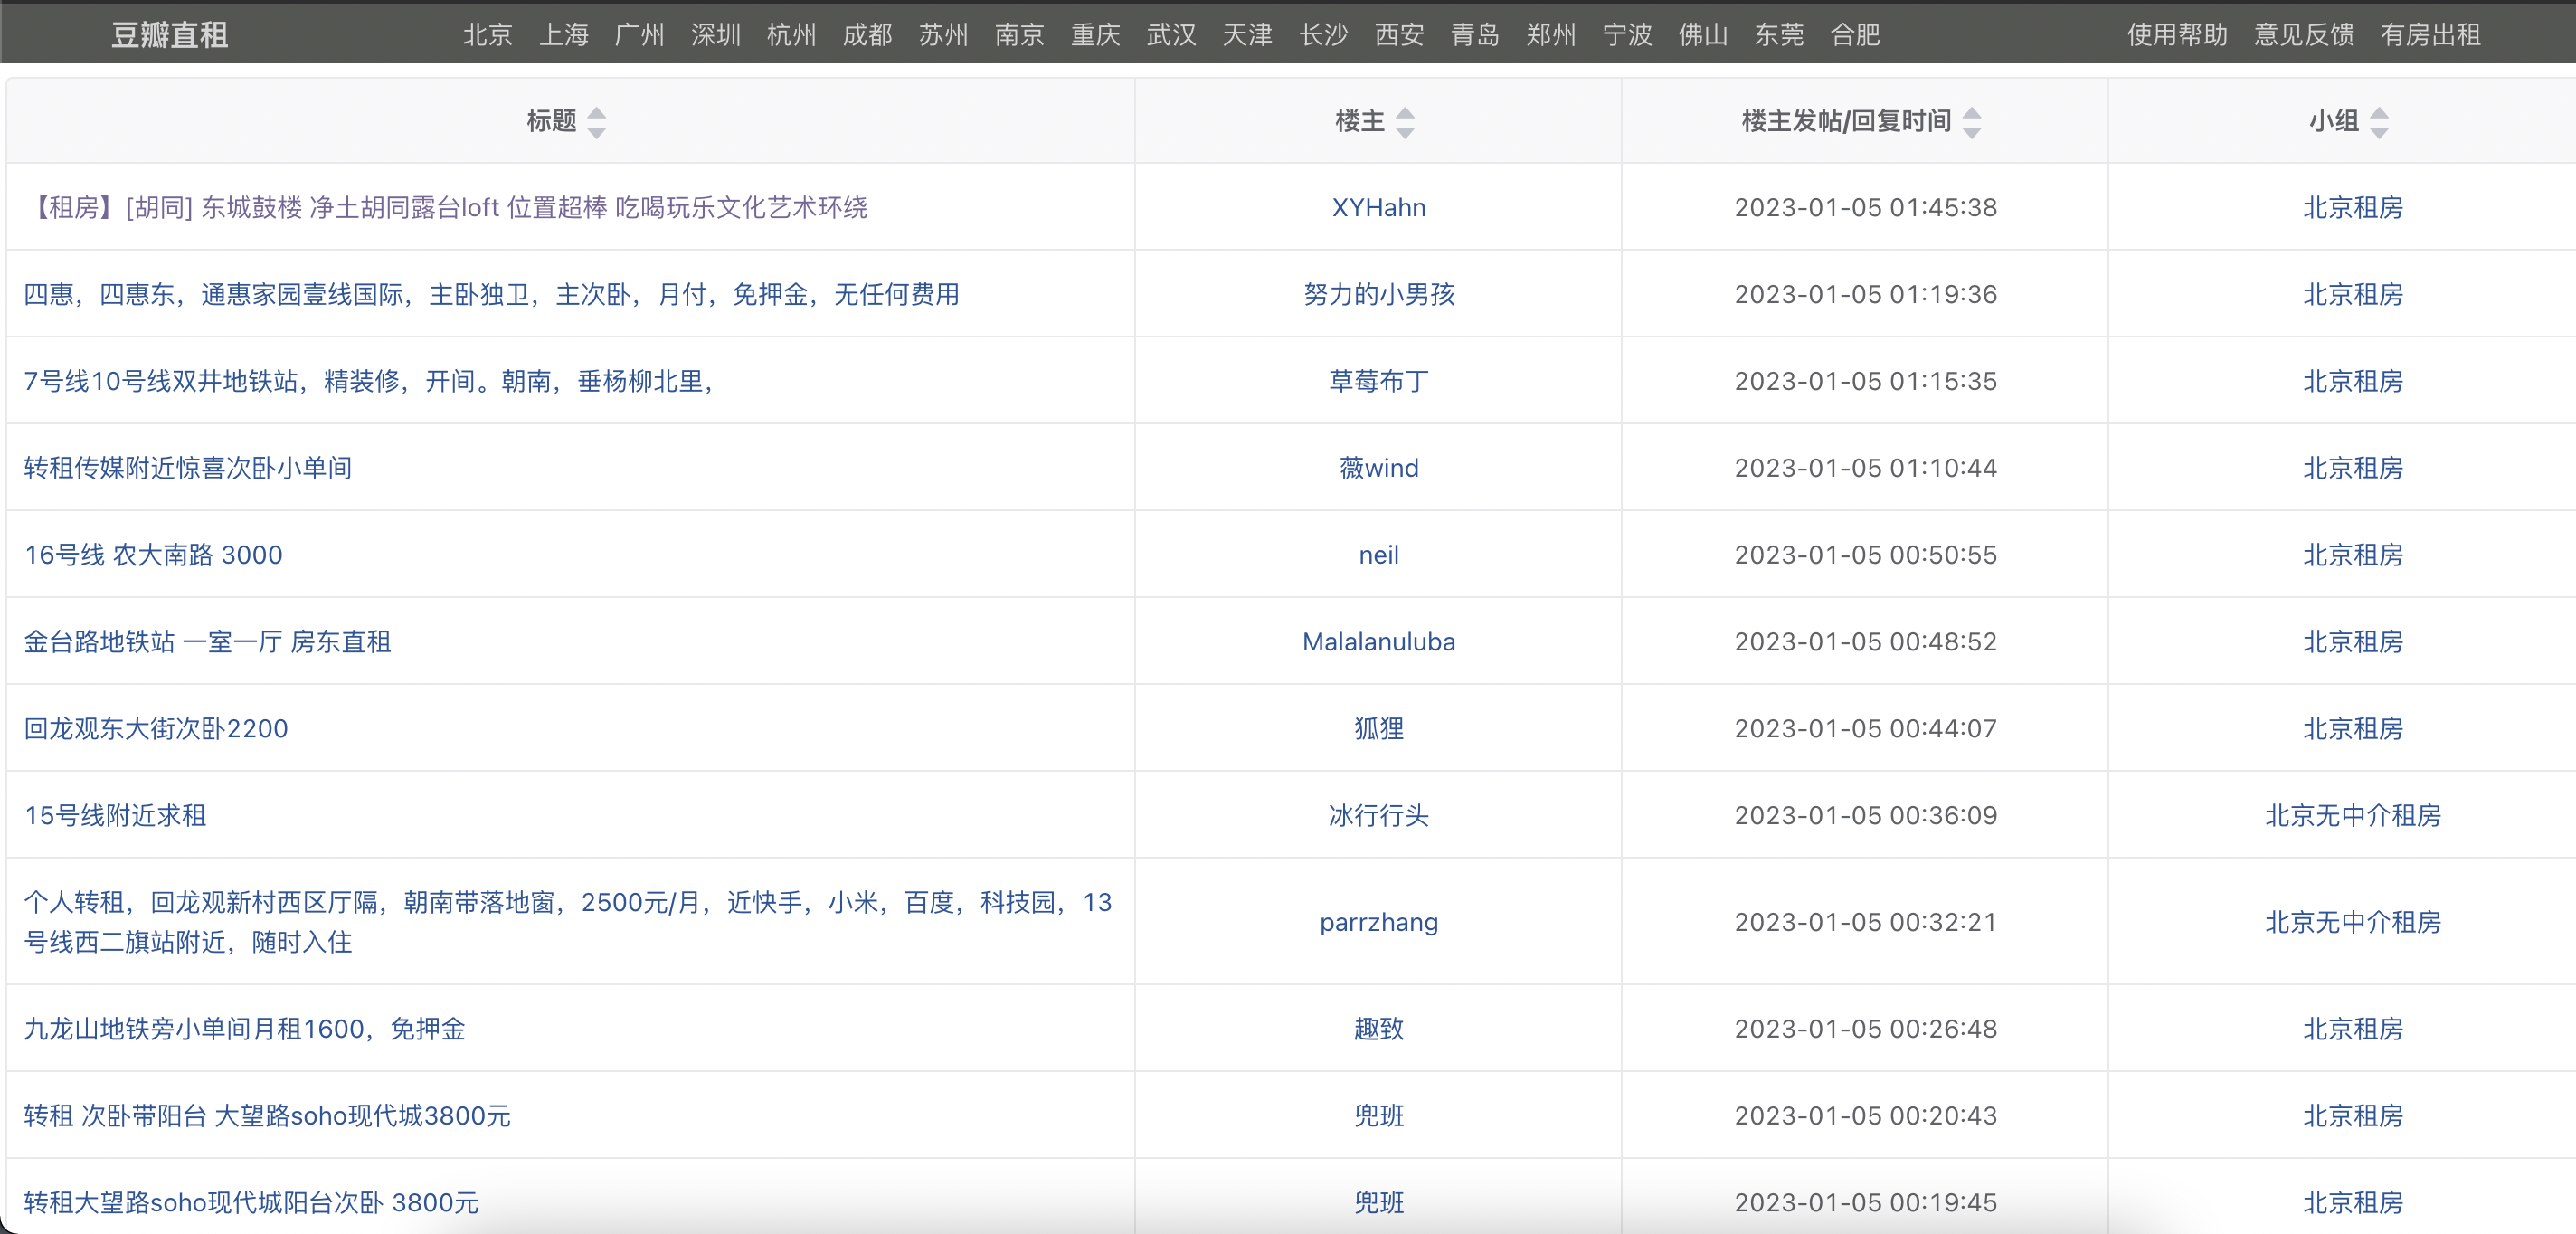 豆瓣直租 北京 上海 广州 深圳 杭州 成都 苏州 南京 重庆 武汉 天津 长沙 西安 青岛 郑州 宁波 佛山 东莞 合肥 使用帮助 意见反馈 有房出租
标题 楼主 楼主发帖/回复时间 小组
【租房】[胡同] 东城鼓楼 净土胡同露台loft 位置超棒 吃喝玩乐文化艺术环绕 XYHahn 2023-01-05 01:45:38 北京租房
四惠，四惠东，通惠家园壹线国际，主卧独卫，主次卧，月付，免押金，无任何费用 努力的小男孩 2023-01-05 01:19:36 北京租房
7号线10号线双井地铁站，精装修，开间。朝南，垂杨柳北里， 草莓布丁 2023-01-05 01:15:35 北京租房
转租传媒附近惊喜次卧小单间 薇wind 2023-01-05 01:10:44 北京租房
16号线 农大南路 3000 neil 2023-01-05 00:50:55 北京租房
金台路地铁站 一室一厅 房东直租 Malalanuluba 2023-01-05 00:48:52 北京租房
回龙观东大街次卧2200 狐狸 2023-01-05 00:44:07 北京租房
15号线附近求租 冰行行头 2023-01-05 00:36:09 北京无中介租房
个人转租，回龙观新村西区厅隔，朝南带落地窗，2500元/月，近快手，小米，百度，科技园，13
号线西二旗站附近，随时入住 parrzhang 2023-01-05 00:32:21 北京无中介租房
九龙山地铁旁小单间月租1600，免押金 趣致 2023-01-05 00:26:48 北京租房
转租 次卧带阳台 大望路soho现代城3800元 兜班 2023-01-05 00:20:43 北京租房
转租大望路soho现代城阳台次卧 3800元 兜班 2023-01-05 00:19:45 北京租房